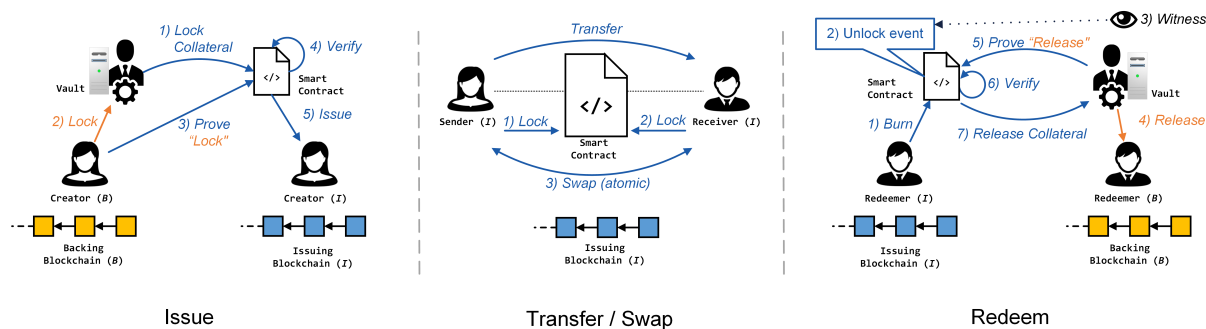 1) Lock
Collateral
4) Verify
</>
Smart
Contract
Vault
2) Lock
3) Prove
“Lock”
5) Issue
Creator (B)
Creator (I)
Backing
Blockchain (B)
Issuing
Blockchain (I)
Issue
Transfer
</>
Sender (I)
Receiver (I)
1) Lock
2) Lock
Smart
Contract
3) Swap (atomic)
Issuing
Blockchain (I)
Transfer / Swap
3) Witness
2) Unlock event
5) Prove “Release”
Smart
Contract
</>
6) Verify
Vault
1) Burn
7) Release Collateral
4) Release
Redeemer (I)
Redeemer (B)
Issuing
Blockchain (I)
Backing
Blockchain (B)
Redeem